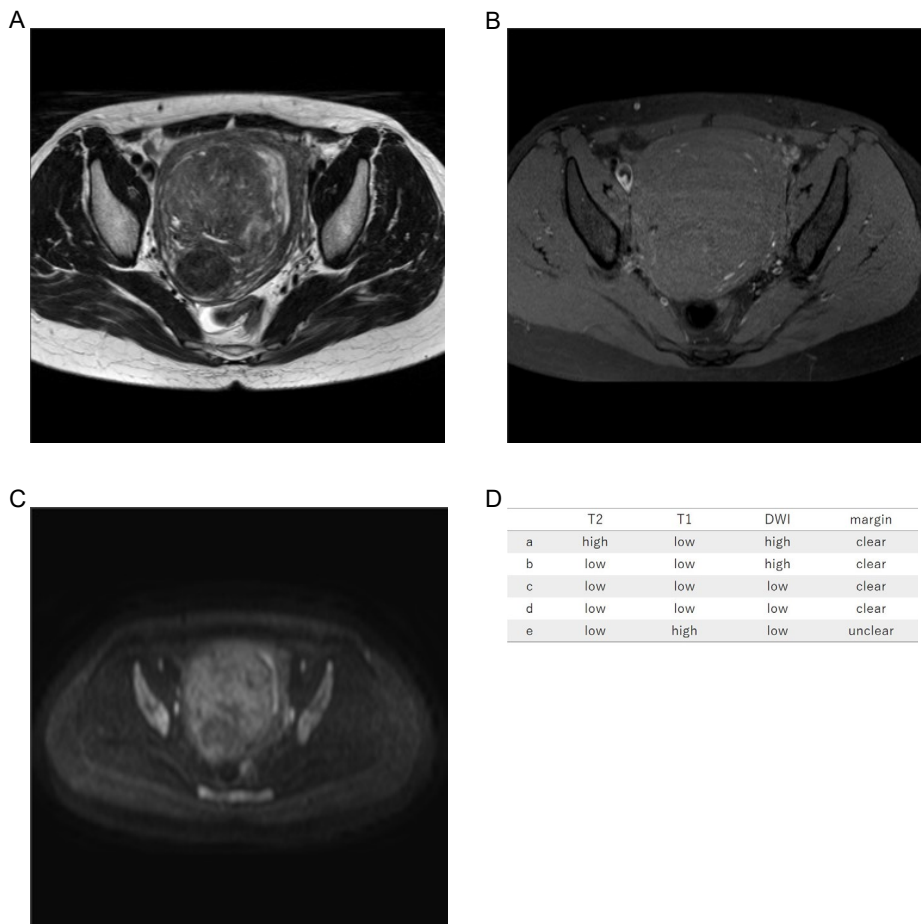 A
B
C
D
T2 T1 DWI margin
a high low high clear
b low low high clear
c low low low clear
d low low low clear
e low high low unclear